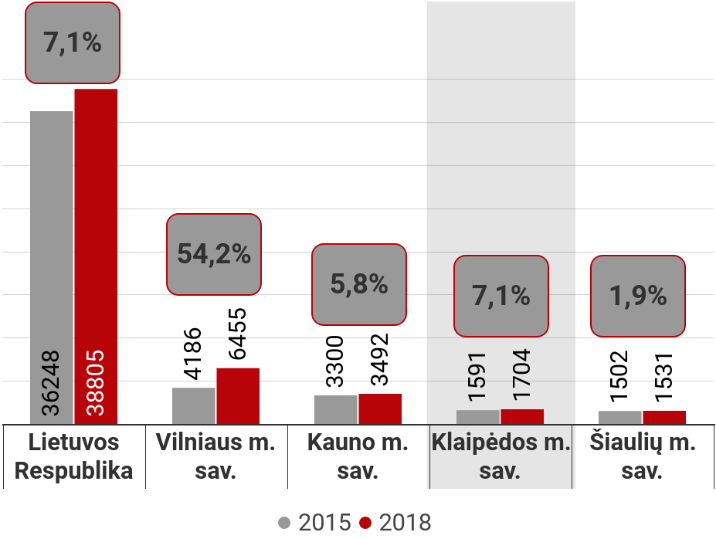 7,1%
54,2%
5,8%
7,1%
1,9%
36248
38805
4186
6455
3300
3492
1591
1704
1502
1531
Lietuvos
Respublika
Vilniaus m.
sav.
Kauno m.
sav.
Klaipėdos m.
sav.
Šiaulių m.
sav.
2015
2018